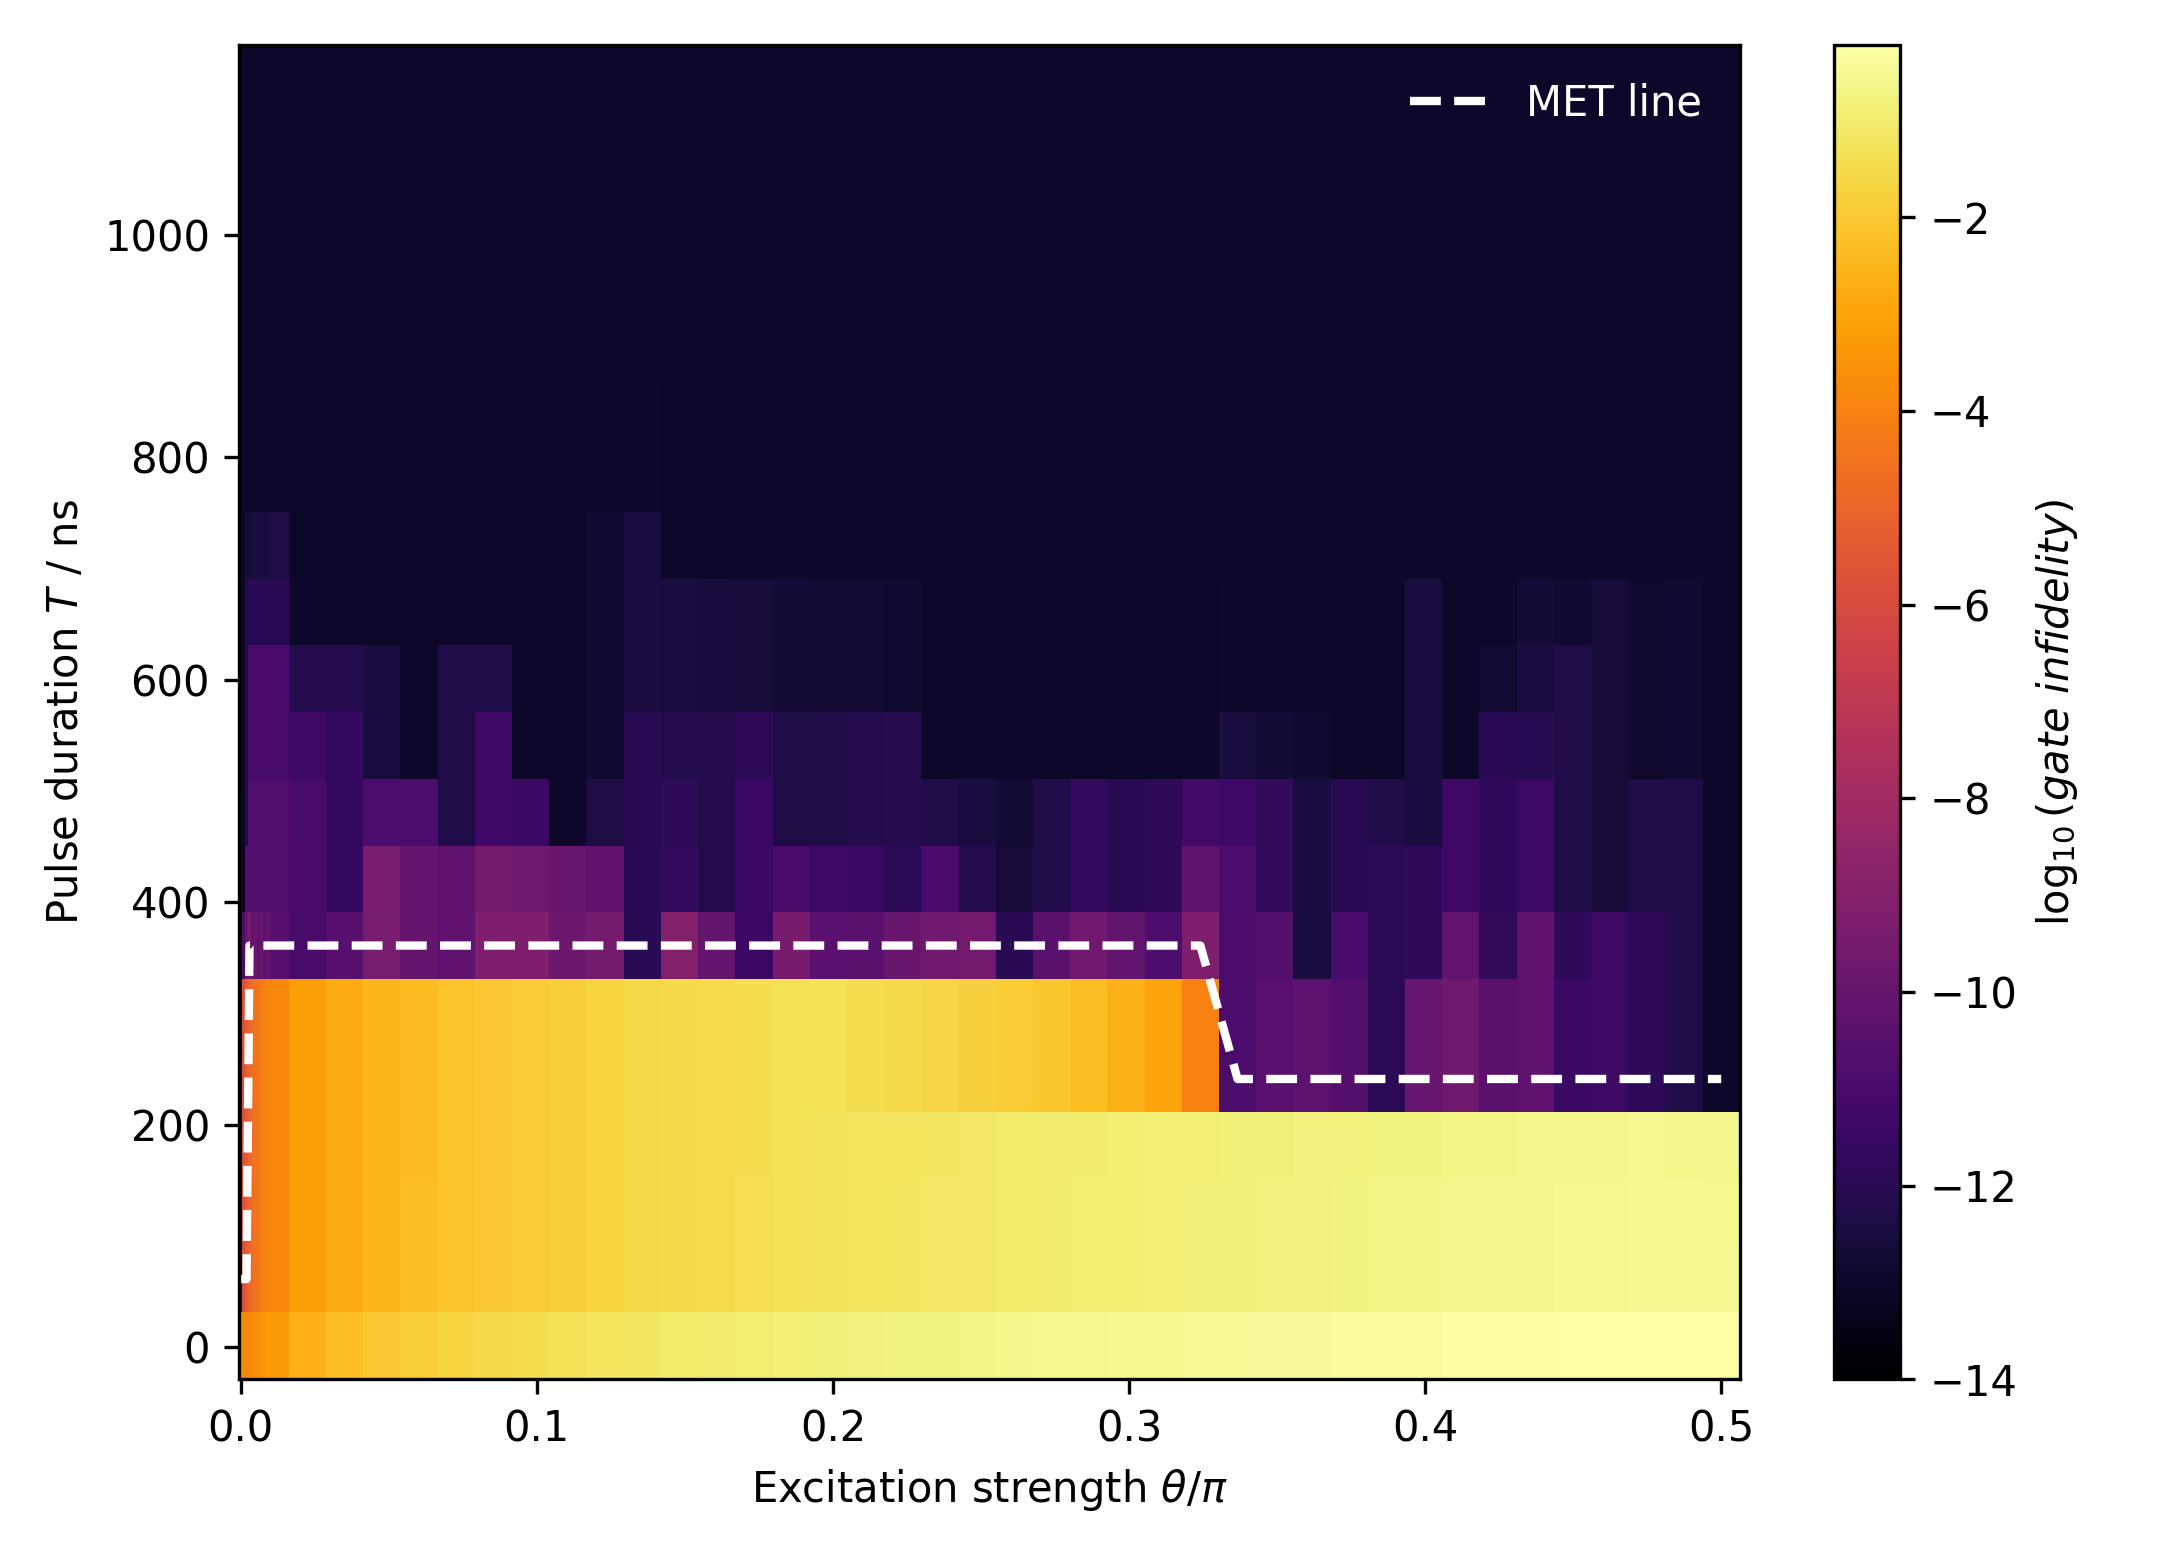 MET line
1000
800
600
400
200
0
Pulse duration T / ns
0.0 0.1 0.2 0.3 0.4 0.5
Excitation strength θ/π
−2
−4
−6
−8
−10
−12
−14
log₁₀(gate infidelity)